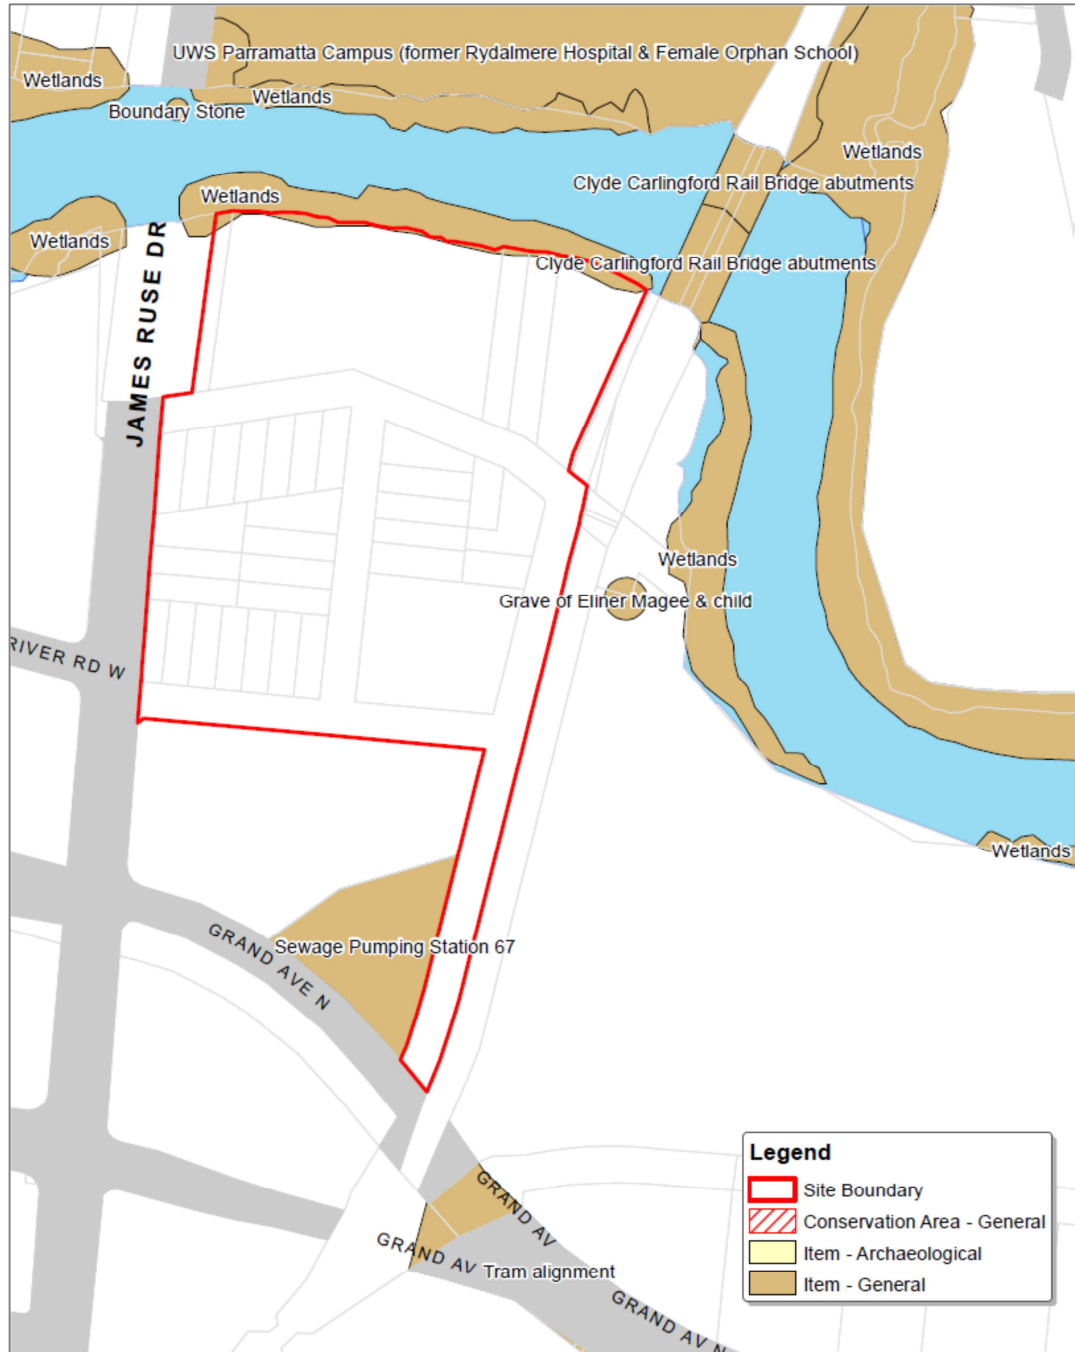 UWS Parramatta Campus (former Rydalmere Hospital & Female Orphan School)
Wetlands
Wetlands
Boundary Stone
Wetlands
Clyde Carlingford Rail Bridge abutments
Wetlands
Wetlands
Clyde Carlingford Rail Bridge abutments
JAMES RUSE DR
Wetlands
Grave of Eliner Magee & child
RIVER RD W
Wetlands
Sewage Pumping Station 67
GRAND AVE N
GRAND AV
GRAND AV
Tram alignment
GRAND AV N
Legend
Site Boundary
Conservation Area - General
Item - Archaeological
Item - General